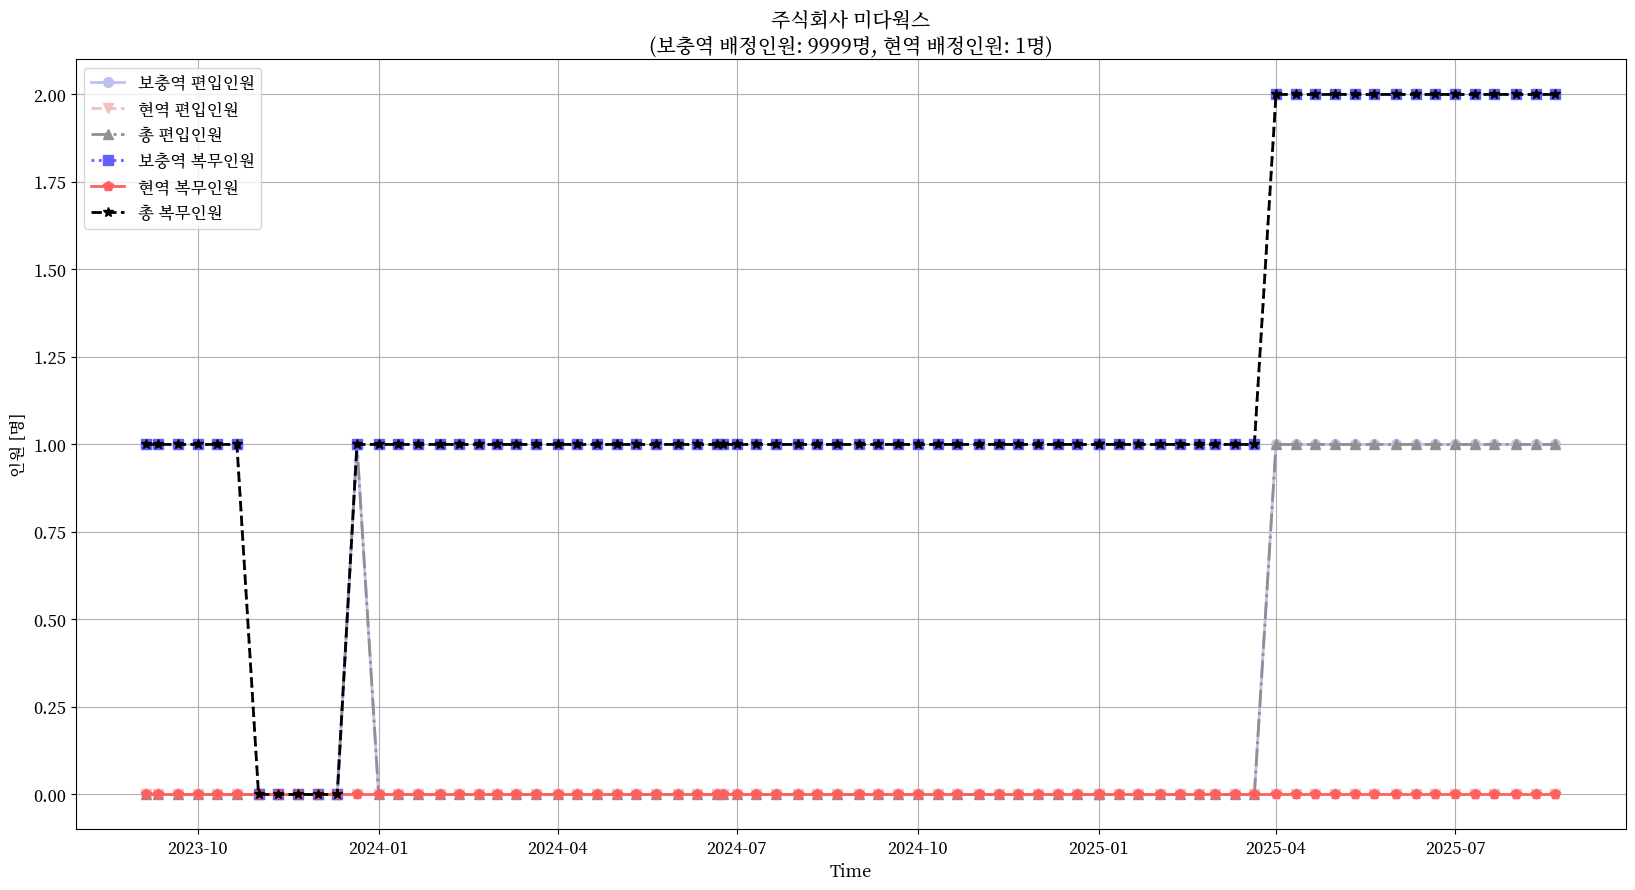 주식회사 미다웍스
(보충역 배정인원: 9999명, 현역 배정인원: 1명)
보충역 편입인원
현역 편입인원
총 편입인원
보충역 복무인원
현역 복무인원
총 복무인원
2.00
1.75
1.50
1.25
1.00
0.75
0.50
0.25
0.00
인원 [명]
2023-10
2024-01
2024-04
2024-07
2024-10
2025-01
2025-04
2025-07
Time